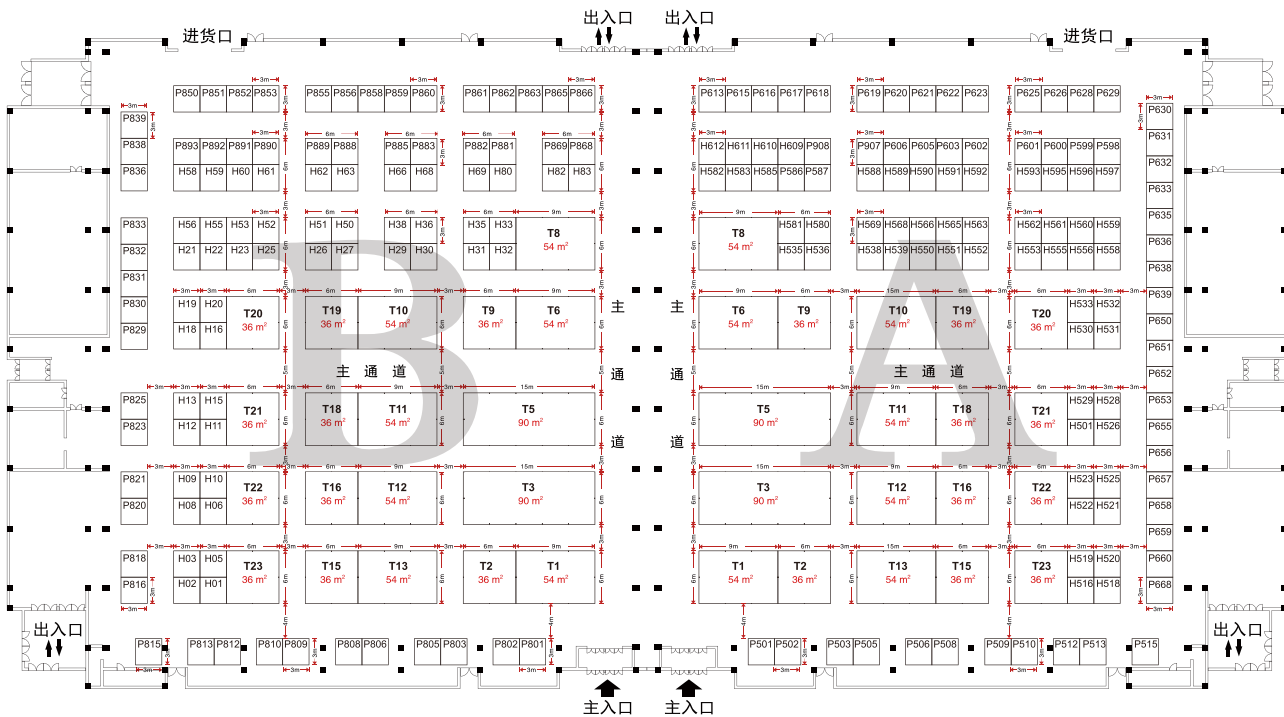 出入口 出入口
进货口 进货口
P850 P851 P852 P853 P855 P856 P858 P859 P860 P861 P862 P863 P865 P866 P613 P615 P616 P617 P618 P619 P620 P621 P622 P623 P625 P626 P628 P629
P839 P630
P838 P893 P892 P891 P890 P889 P888 P885 P883 P882 P881 P869 P868 H612 H611 H610 H609 P908 P907 P606 P605 P603 P602 P601 P600 P599 P598 P631
P836 H58 H59 H60 H61 H62 H63 H66 H68 H69 H80 H82 H83 H582 H583 H585 P586 P587 H588 H589 H590 H591 H592 H593 H595 H596 H597 P632
P633
P833 H56 H55 H53 H52 H51 H50 H38 H36 H35 H33 T8 T8 H581 H580 H569 H568 H566 H565 H563 H562 H561 H560 H559 P635
P832 H21 H22 H23 H25 H26 H27 H29 H30 H31 H32 54 m² 54 m² H535 H536 H538 H539 H550 H551 H552 H553 H555 H556 H558 P636
P831 P638
P830 H19 H20 T20 T19 T10 T9 T6 主 主 T6 T9 T10 T19 T20 H533 H532 P639
P829 H18 H16 36 m² 36 m² 54 m² 36 m² 54 m² 54 m² 36 m² 54 m² 36 m² 36 m² H530 H531 P650
P651
主 通 道 通 通 主 通 道 P652
P825 H13 H15 T21 T18 T11 T5 T5 T11 T18 T21 H529 H528 P653
P823 H12 H11 36 m² 36 m² 54 m² 90 m² 90 m² 54 m² 36 m² 36 m² H501 H526 P655
道 道
B A
P656
P821 H09 H10 T22 T16 T12 T3 T3 T12 T16 T22 H523 H525 P657
P820 H08 H06 36 m² 36 m² 54 m² 90 m² 90 m² 54 m² 36 m² 36 m² H522 H521 P658
P659
P818 H03 H05 T23 T15 T13 T2 T1 T1 T2 T13 T15 T23 H519 H520 P660
P816 H02 H01 36 m² 36 m² 54 m² 36 m² 54 m² 54 m² 36 m² 54 m² 36 m² 36 m² H516 H518 P668
出入口 出入口
P815 P813 P812 P810 P809 P808 P806 P805 P803 P802 P801 P501 P502 P503 P505 P506 P508 P509 P510 P512 P513 P515
主入口 主入口